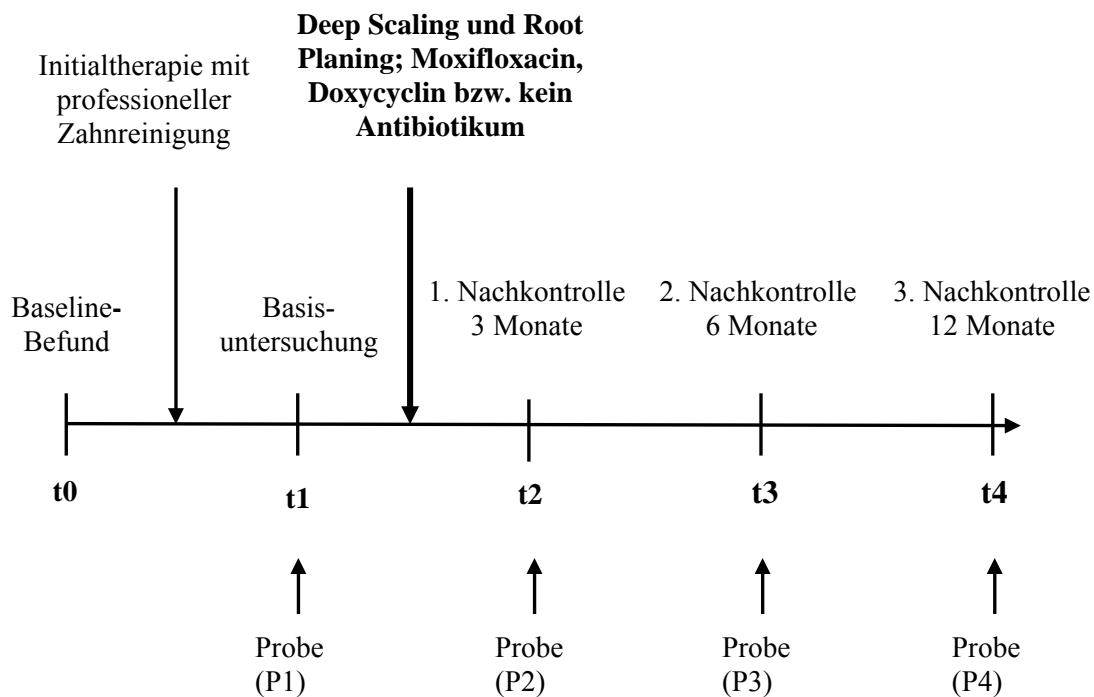 Deep Scaling und Root
Planing; Moxifloxacin,
Doxycyclin bzw. kein
Antibiotikum
Initialtherapie mit
professioneller
Zahnreinigung
Baseline-
Befund
Basis-
untersuchung
1. Nachkontrolle
3 Monate
2. Nachkontrolle
6 Monate
3. Nachkontrolle
12 Monate
t0
t1
t2
t3
t4
Probe
(P1)
Probe
(P2)
Probe
(P3)
Probe
(P4)